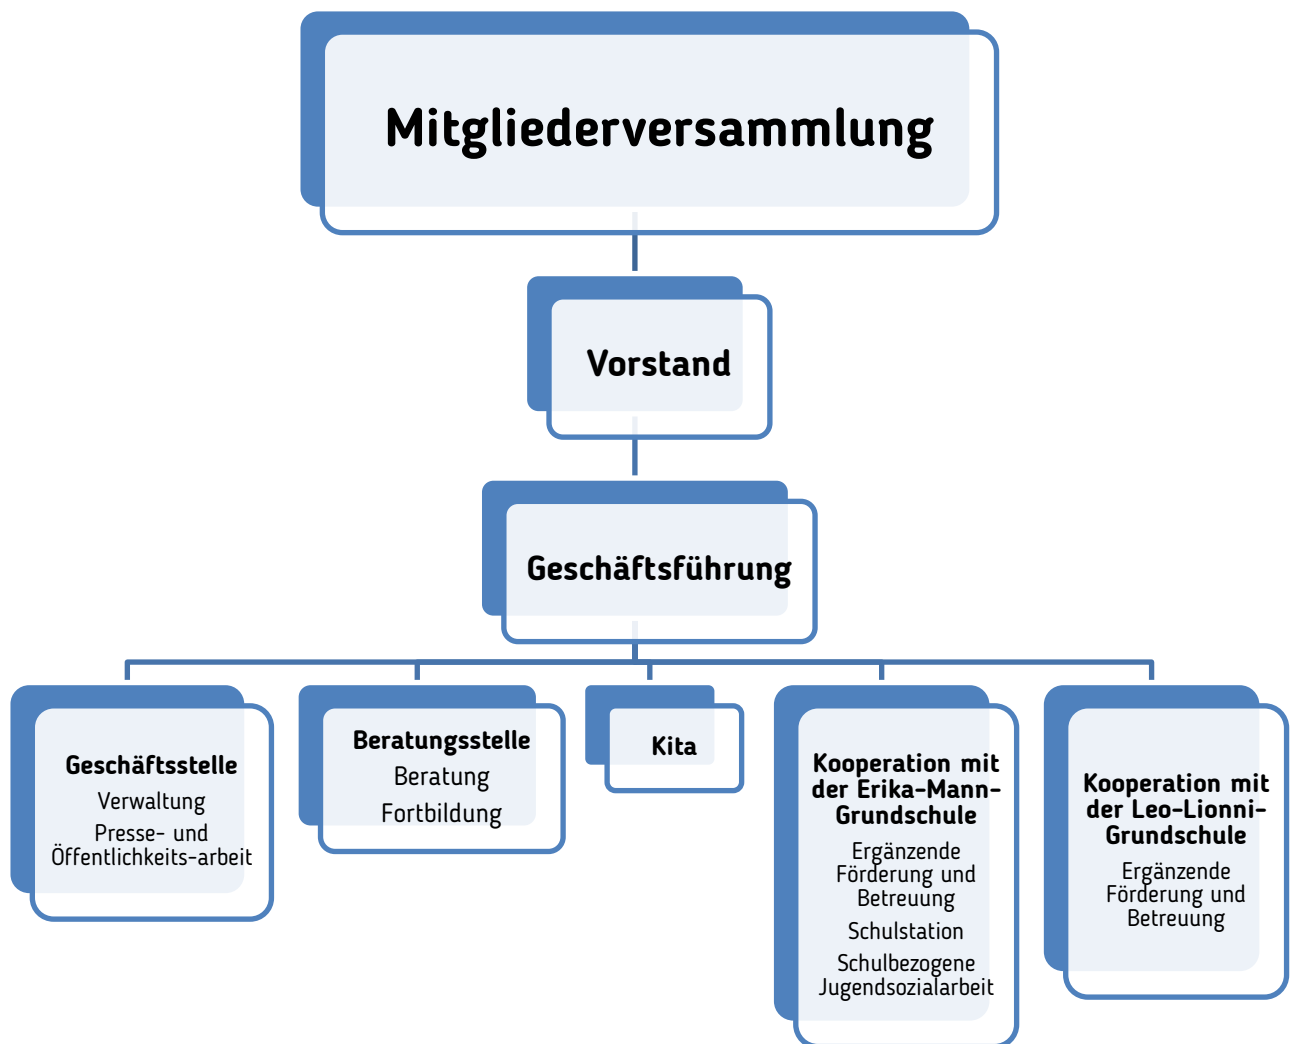 Mitgliederversammlung
Vorstand
Geschäftsführung
Geschäftsstelle
Verwaltung
Presse- und
Öffentlichkeits-arbeit
Beratungsstelle
Beratung
Fortbildung
Kita
Kooperation mit
der Erika-Mann-
Grundschule
Ergänzende
Förderung und
Betreuung
Schulstation
Schulbezogene
Jugendsozialarbeit
Kooperation mit
der Leo-Lionni-
Grundschule
Ergänzende
Förderung und
Betreuung